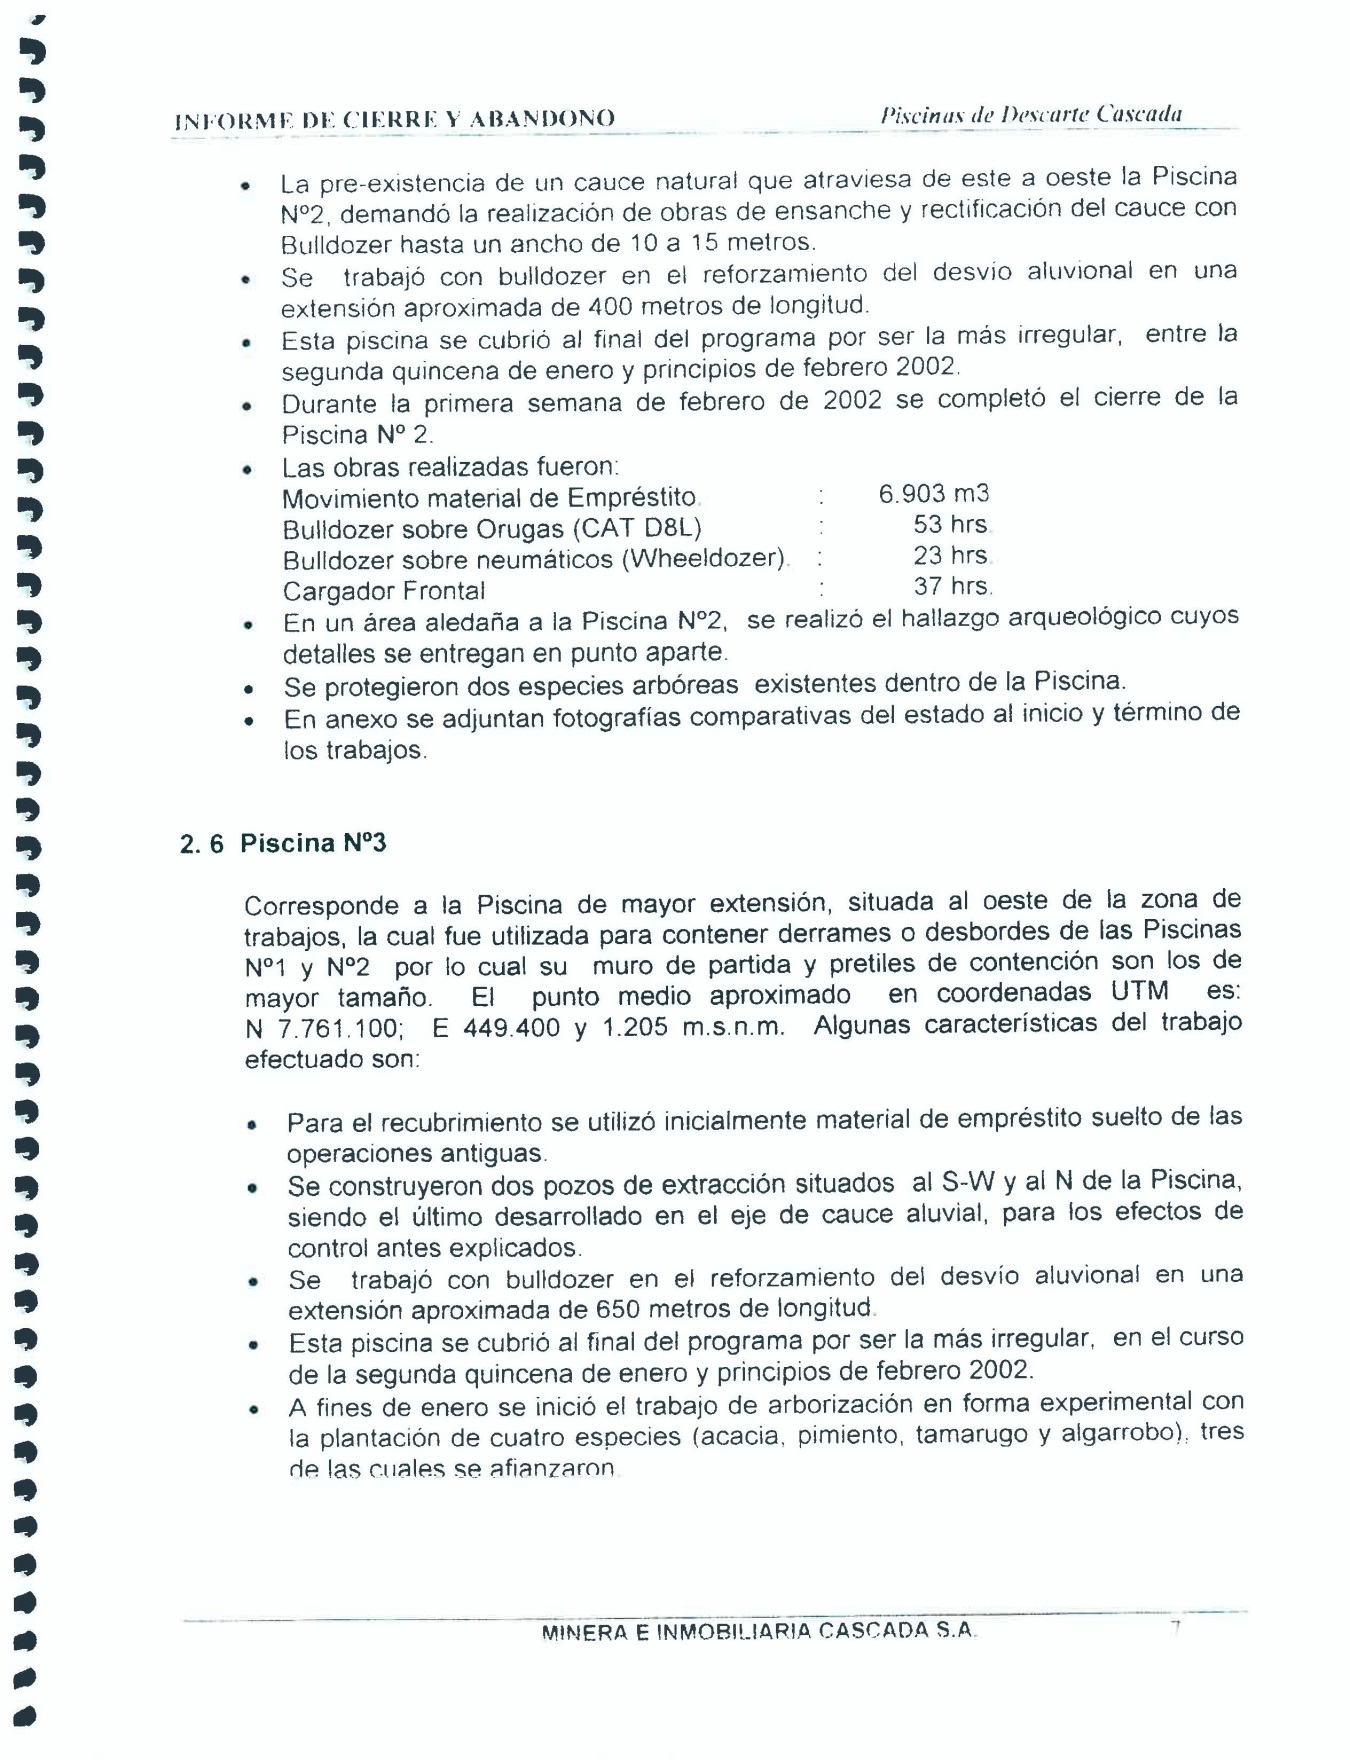 INFORME DE CIERRE Y ABANDONO Piscinas de Descarte Cascada
• La pre-existencia de un cauce natural que atraviesa de este a oeste la Piscina
Nº2, demandó la realización de obras de ensanche y rectificación del cauce con
Bulldozer hasta un ancho de 10 a 15 metros.
• Se trabajó con bulldozer en el reforzamiento del desvío aluvional en una
extensión aproximada de 400 metros de longitud.
• Esta piscina se cubrió al final del programa por ser la más irregular, entre la
segunda quincena de enero y principios de febrero 2002.
• Durante la primera semana de febrero de 2002 se completó el cierre de la
Piscina Nº 2.
• Las obras realizadas fueron:
Movimiento material de Empréstito : 6.903 m3
Bulldozer sobre Orugas (CAT D8L) : 53 hrs.
Bulldozer sobre neumáticos (Wheeldozer). : 23 hrs.
Cargador Frontal : 37 hrs.
• En un área aledaña a la Piscina Nº2, se realizó el hallazgo arqueológico cuyos
detalles se entregan en punto aparte.
• Se protegieron dos especies arbóreas existentes dentro de la Piscina.
• En anexo se adjuntan fotografías comparativas del estado al inicio y término de
los trabajos.
2. 6 Piscina Nº3
Corresponde a la Piscina de mayor extensión, situada al oeste de la zona de
trabajos, la cual fue utilizada para contener derrames o desbordes de las Piscinas
Nº1 y Nº2 por lo cual su muro de partida y pretiles de contención son los de
mayor tamaño. El punto medio aproximado en coordenadas UTM es:
N 7.761.100; E 449.400 y 1.205 m.s.n.m. Algunas características del trabajo
efectuado son:
• Para el recubrimiento se utilizó inicialmente material de empréstito suelto de las
operaciones antiguas.
• Se construyeron dos pozos de extracción situados al S-W y al N de la Piscina,
siendo el último desarrollado en el eje de cauce aluvial, para los efectos de
control antes explicados.
• Se trabajó con bulldozer en el reforzamiento del desvío aluvional en una
extensión aproximada de 650 metros de longitud.
• Esta piscina se cubrió al final del programa por ser la más irregular, en el curso
de la segunda quincena de enero y principios de febrero 2002.
• A fines de enero se inició el trabajo de arborización en forma experimental con
la plantación de cuatro especies (acacia, pimiento, tamarugo y algarrobo), tres
de las cuales se afianzaron.
MINERA E INMOBILIARIA CASCADA S.A. 7